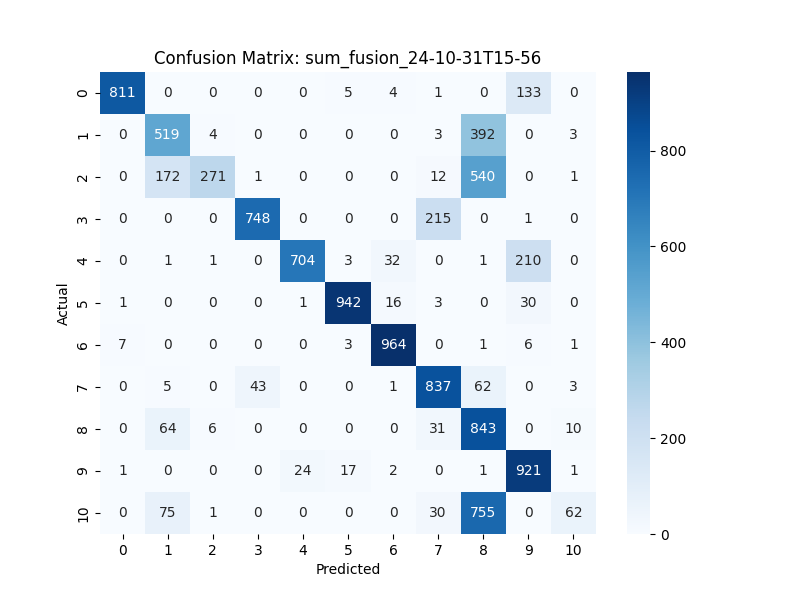 Confusion Matrix: sum_fusion_24-10-31T15-56
0 811 0 0 0 0 5 4 1 0 133 0
1 0 519 4 0 0 0 0 3 392 0 3
2 0 172 271 1 0 0 0 12 540 0 1
3 0 0 0 748 0 0 0 215 0 1 0
4 0 1 1 0 704 3 32 0 1 210 0
5 1 0 0 0 1 942 16 3 0 30 0
6 7 0 0 0 0 3 964 0 1 6 1
7 0 5 0 43 0 0 1 837 62 0 3
8 0 64 6 0 0 0 0 31 843 0 10
9 1 0 0 0 24 17 2 0 1 921 1
10 0 75 1 0 0 0 0 30 755 0 62
0 1 2 3 4 5 6 7 8 9 10
Predicted
Actual
800
600
400
200
0